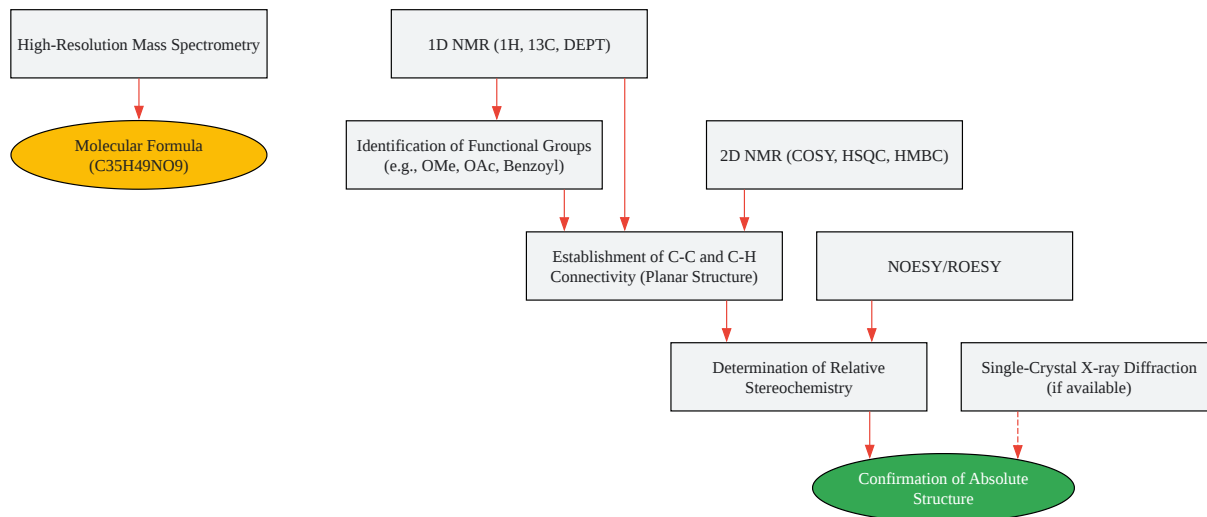 High-Resolution Mass Spectrometry
1D NMR (1H, 13C, DEPT)
Molecular Formula
(C35H49NO9)
Identification of Functional Groups
(e.g., OMe, OAc, Benzoyl)
2D NMR (COSY, HSQC, HMBC)
Establishment of C-C and C-H
Connectivity (Planar Structure)
NOESY/ROESY
Determination of Relative
Stereochemistry
Single-Crystal X-ray Diffraction
(if available)
Confirmation of Absolute
Structure